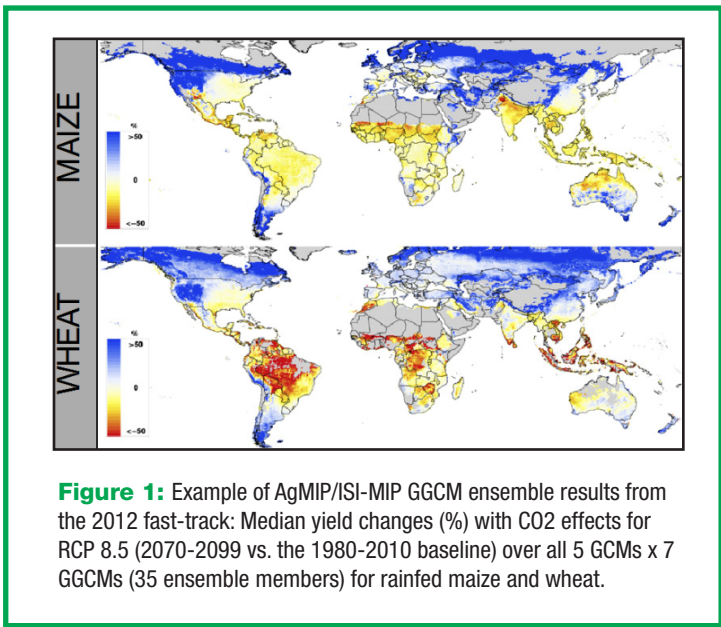 MAIZE
%
>50
0
<-50
WHEAT
%
>50
0
<-50
Figure 1: Example of AgMIP/ISI-MIP GGCM ensemble results from
the 2012 fast-track: Median yield changes (%) with CO2 effects for
RCP 8.5 (2070-2099 vs. the 1980-2010 baseline) over all 5 GCMs x 7
GGCMs (35 ensemble members) for rainfed maize and wheat.